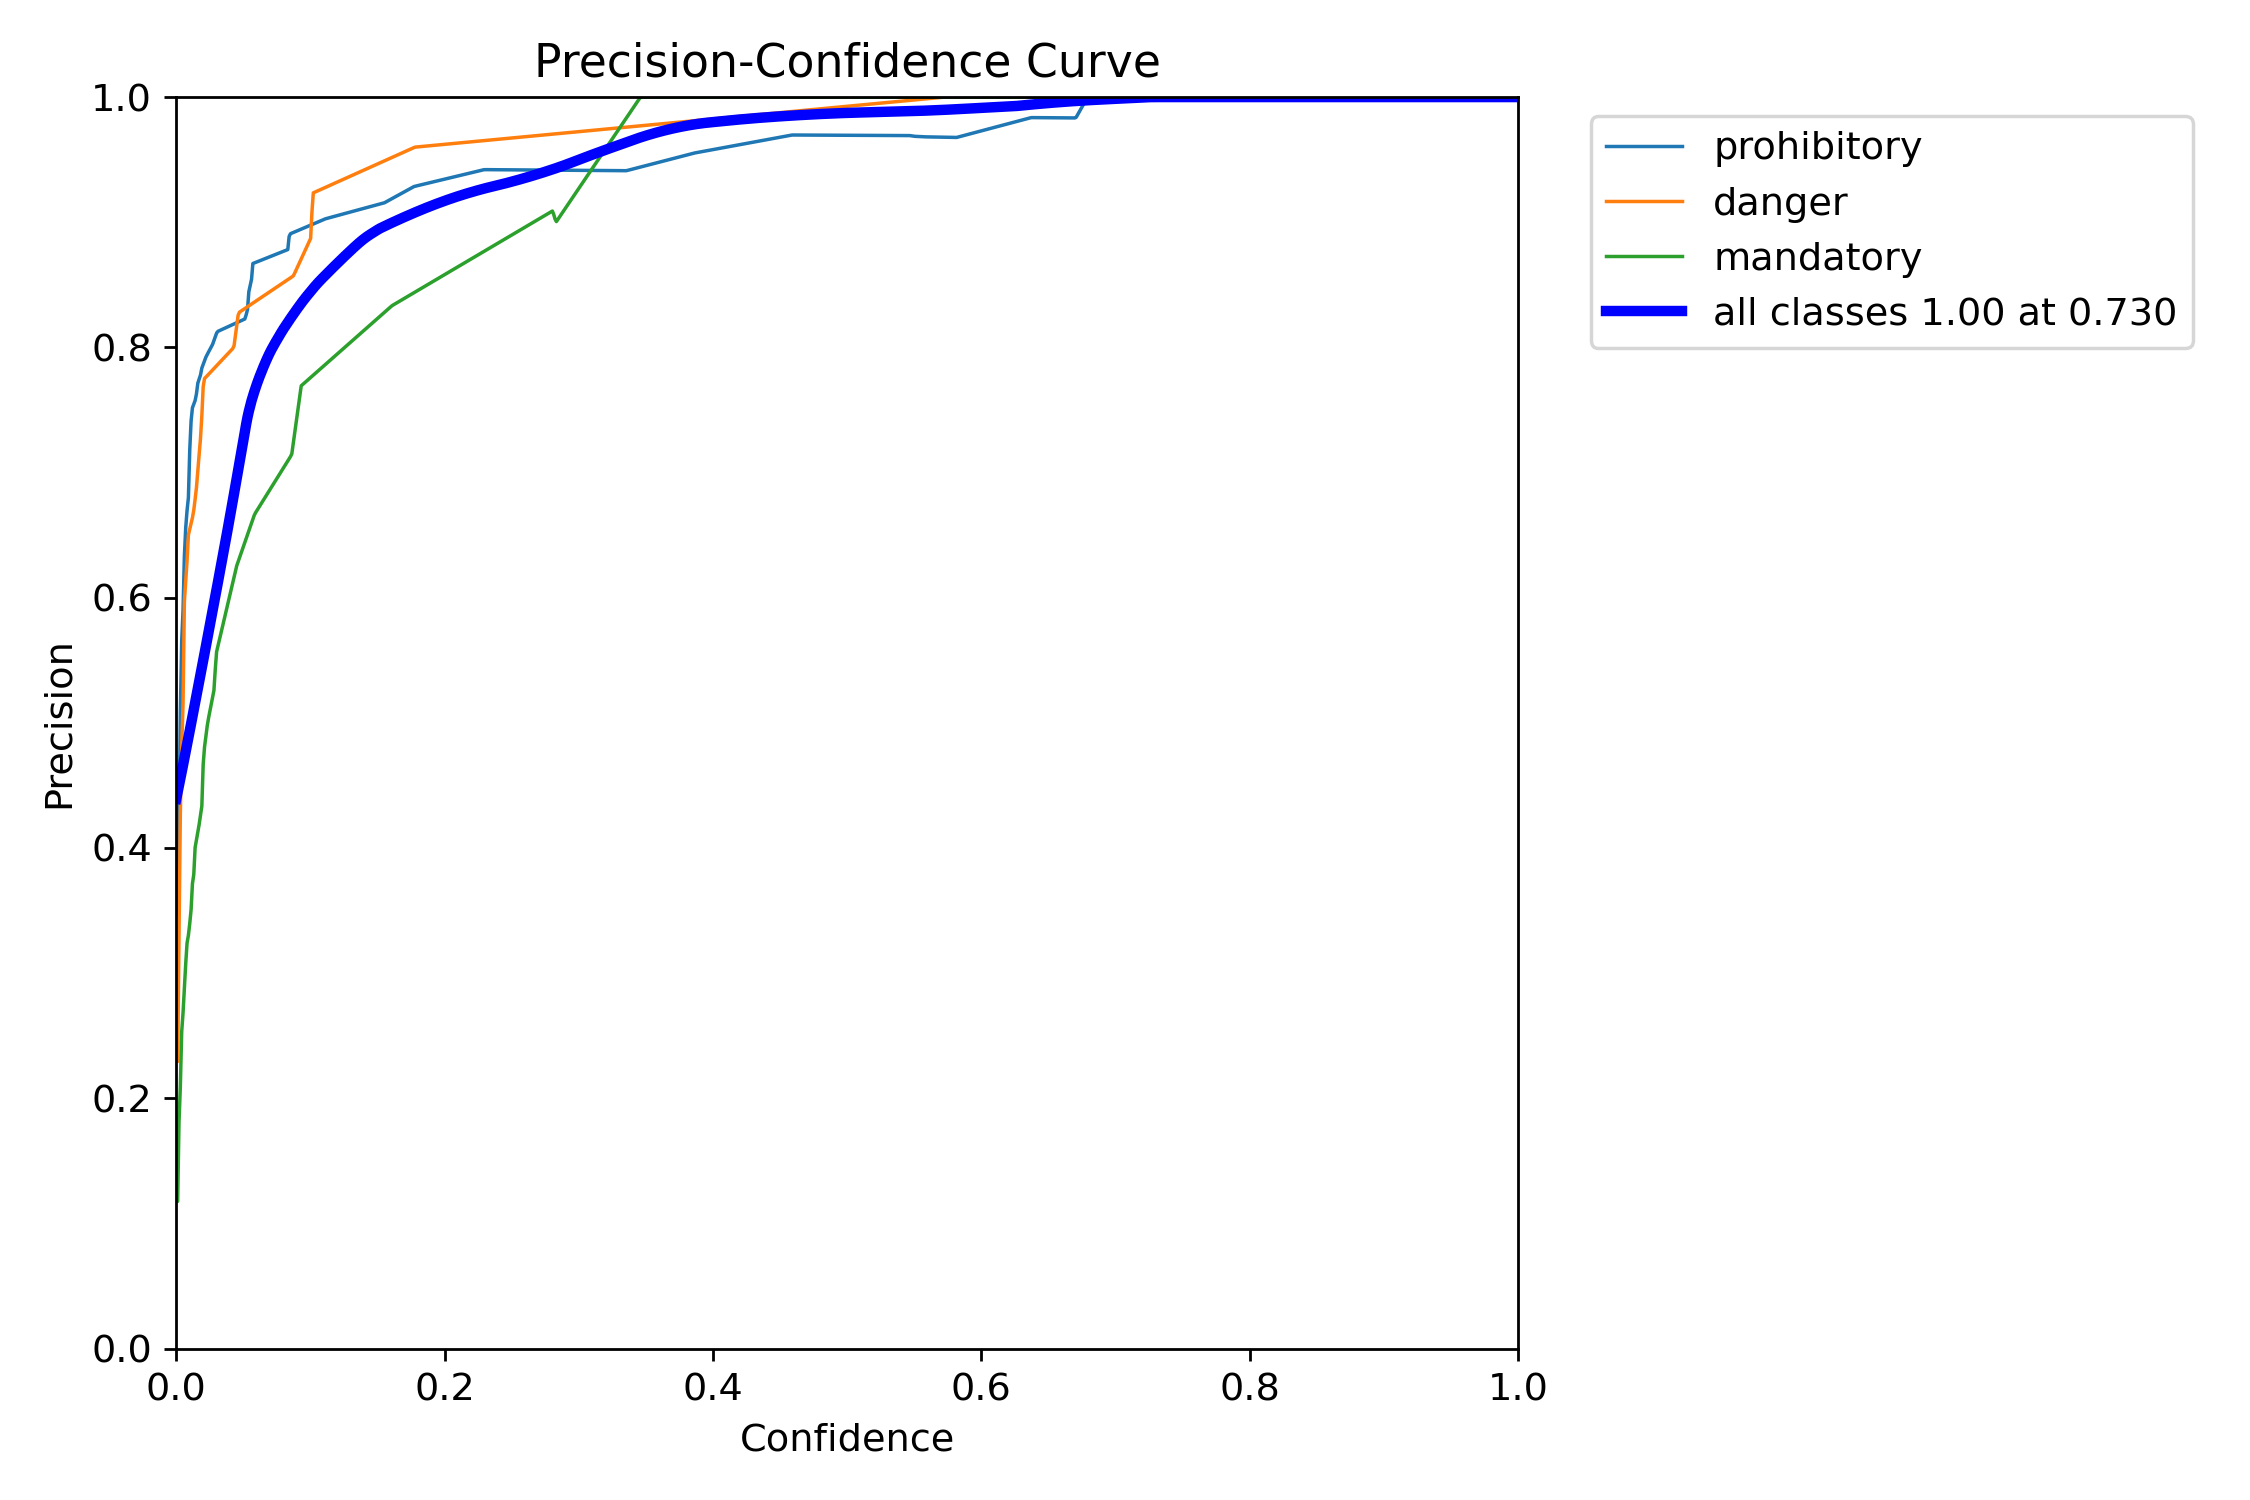 Precision-Confidence Curve
1.0
0.8
0.6
0.4
0.2
0.0
Precision
0.0 0.2 0.4 0.6 0.8 1.0
Confidence
prohibitory
danger
mandatory
all classes 1.00 at 0.730